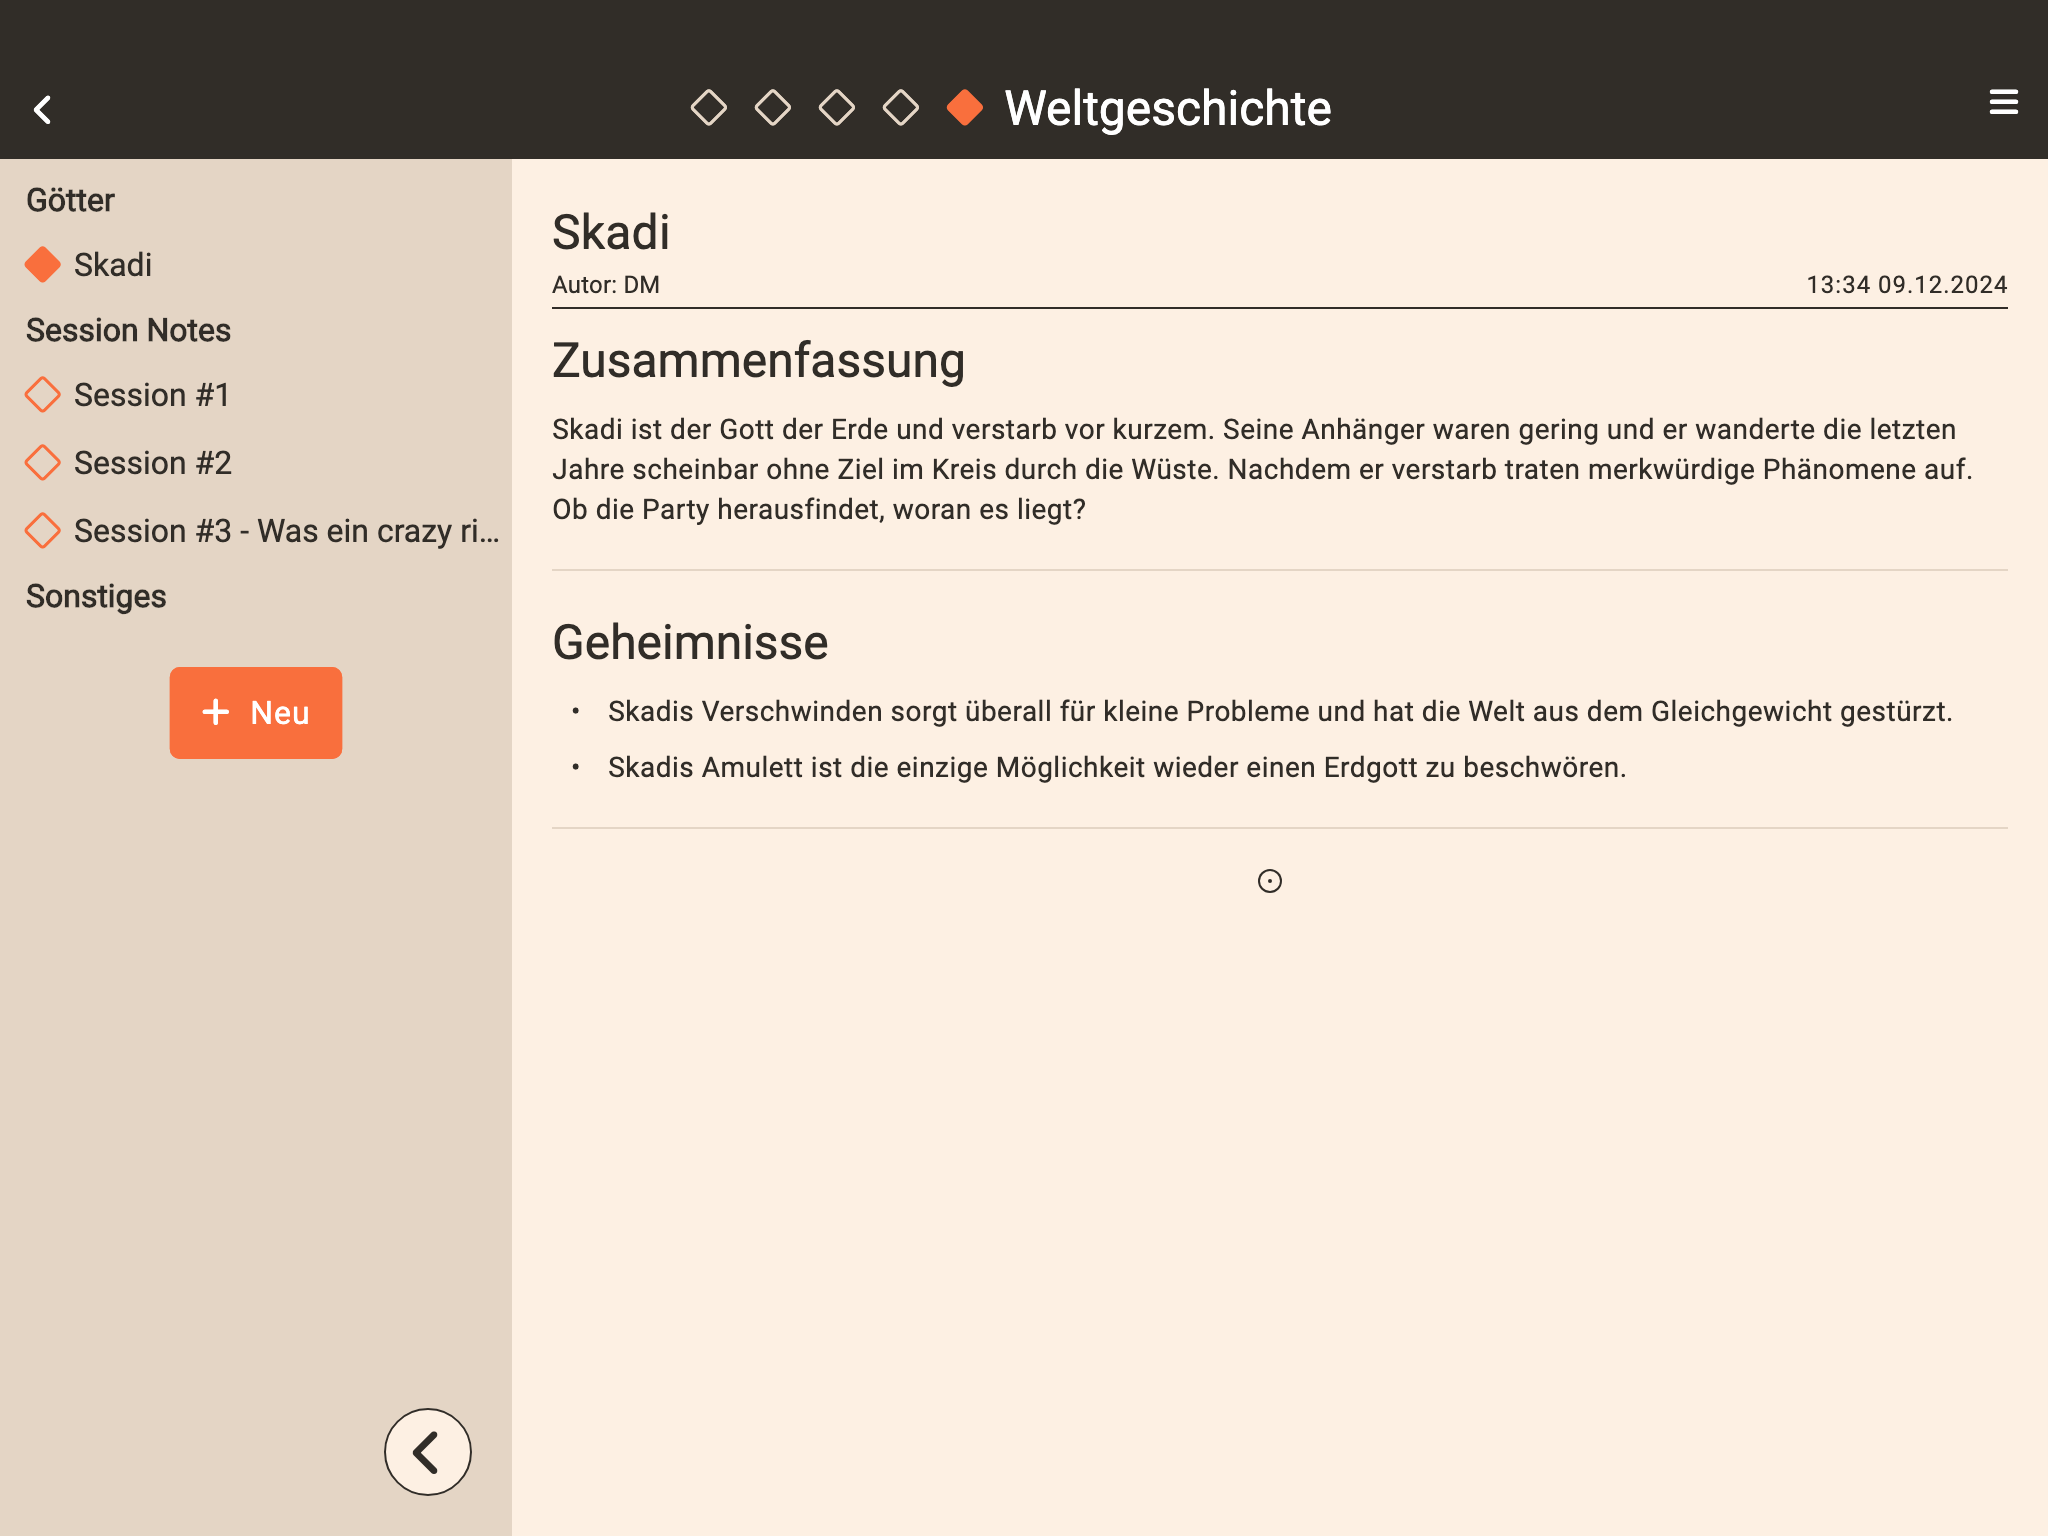 Weltgeschichte
Götter
Skadi
Session Notes
Session #1
Session #2
Session #3 - Was ein crazy ri...
Sonstiges
+ Neu
Skadi
Autor: DM
13:34 09.12.2024
Zusammenfassung
Skadi ist der Gott der Erde und verstarb vor kurzem. Seine Anhänger waren gering und er wanderte die letzten
Jahre scheinbar ohne Ziel im Kreis durch die Wüste. Nachdem er verstarb traten merkwürdige Phänomene auf.
Ob die Party herausfindet, woran es liegt?
Geheimnisse
• Skadis Verschwinden sorgt überall für kleine Probleme und hat die Welt aus dem Gleichgewicht gestürzt.
• Skadis Amulett ist die einzige Möglichkeit wieder einen Erdgott zu beschwören.